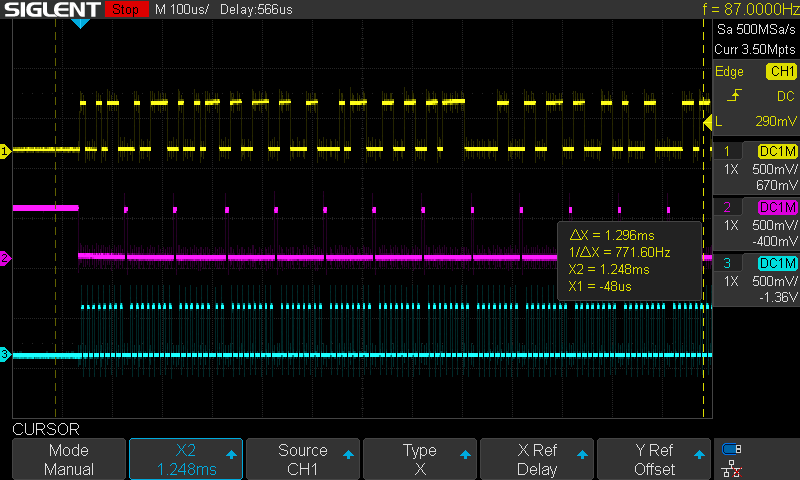 SIGLENT Stop M 100us/ Delay:566us f = 87.0000Hz
Sa 500MSa/s
Curr 3.50Mpts
Edge CH1
DC
L 290mV
1 DC1M
1X 500mV/
670mV
2 DC1M
1X 500mV/
-400mV
3 DC1M
1X 500mV/
-1.36V
1
2
3
ΔX = 1.296ms
1/ΔX = 771.60Hz
X2 = 1.248ms
X1 = -48us
CURSOR
Mode X2 Source Type X Ref Y Ref
Manual 1.248ms CH1 X Delay Offset